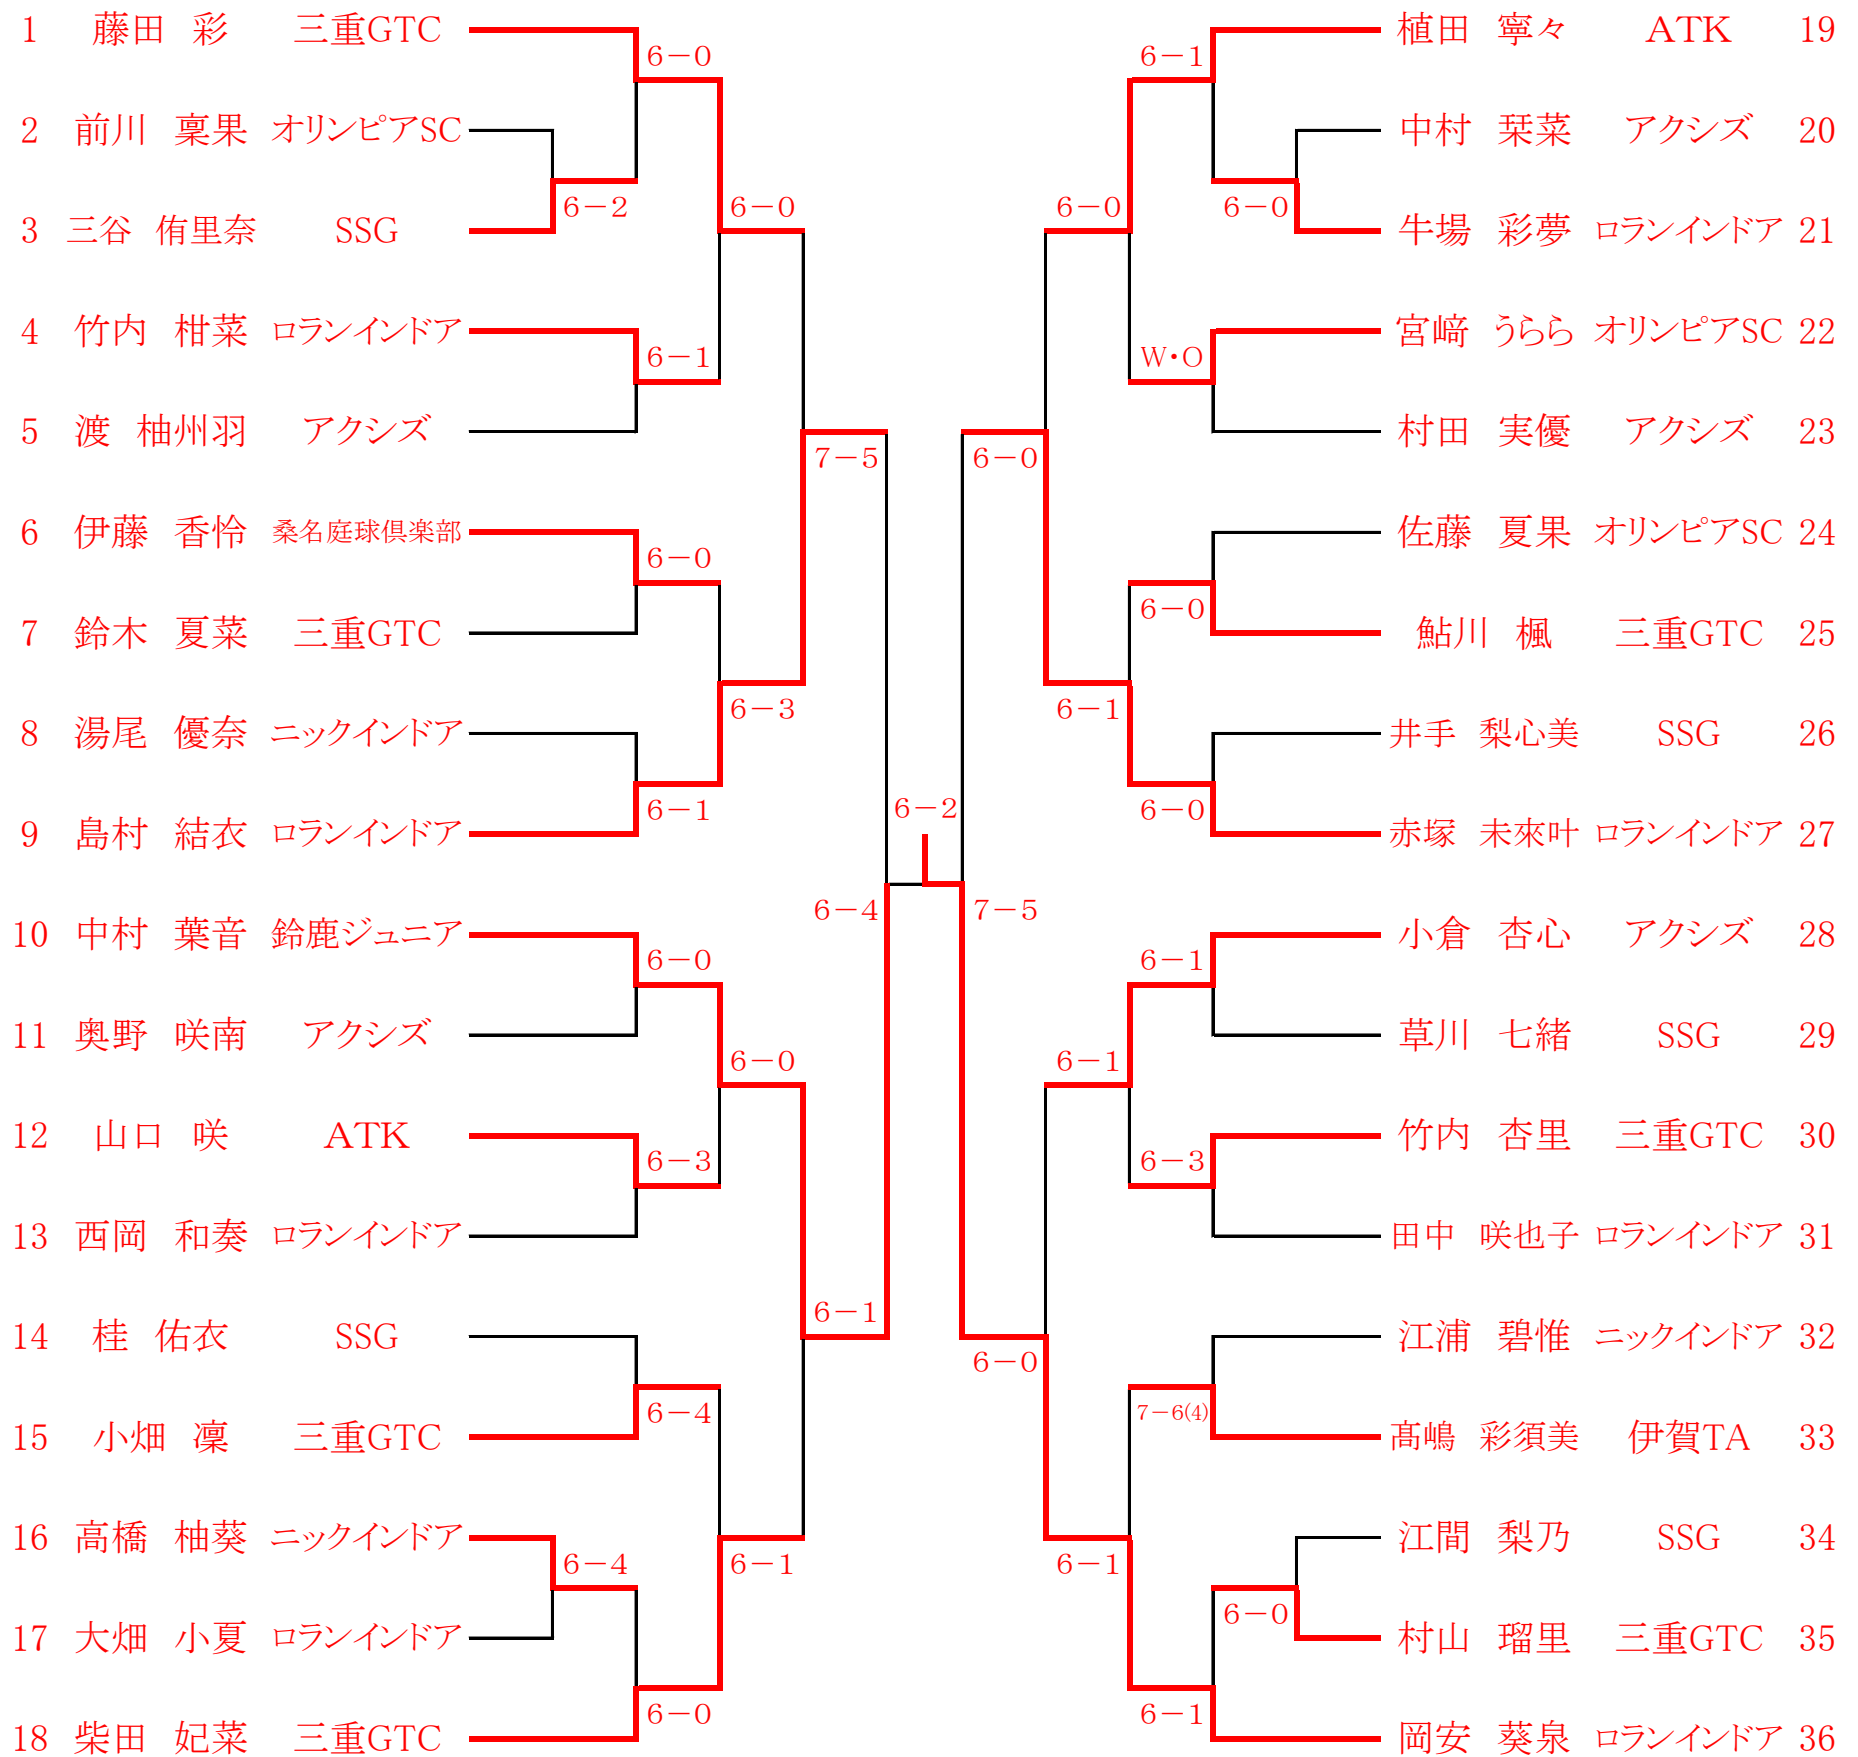 1 藤田 彩 三重GTC
6－0
2 前川 稟果 オリンピアSC
3 三谷 侑里奈 SSG
6－2
6－0
4 竹内 柑菜 ロランインドア
6－1
5 渡 柚州羽 アクシズ
7－5
6 伊藤 香怜 桑名庭球倶楽部
6－0
7 鈴木 夏菜 三重GTC
6－3
8 湯尾 優奈 ニックインドア
6－1
9 島村 結衣 ロランインドア
6－4
10 中村 葉音 鈴鹿ジュニア
6－0
11 奥野 咲南 アクシズ
6－0
12 山口 咲 ATK
6－3
13 西岡 和奏 ロランインドア
6－1
14 桂 佑衣 SSG
6－4
15 小畑 凜 三重GTC
16 高橋 柚葵 ニックインドア
6－4
6－1
17 大畑 小夏 ロランインドア
6－0
18 柴田 妃菜 三重GTC
6－2
植田 寧々 ATK 19
6－1
中村 栞菜 アクシズ 20
6－0
6－0
牛場 彩夢 ロランインドア 21
宮﨑 うらら オリンピアSC 22
W・O
村田 実優 アクシズ 23
6－0
佐藤 夏果 オリンピアSC 24
6－0
鮎川 楓 三重GTC 25
6－1
井手 梨心美 SSG 26
6－0
赤塚 未來叶 ロランインドア 27
7－5
小倉 杏心 アクシズ 28
6－1
草川 七緒 SSG 29
6－1
竹内 杏里 三重GTC 30
6－3
田中 咲也子 ロランインドア 31
江浦 碧惟 ニックインドア 32
6－0
7－6(4)
髙嶋 彩須美 伊賀TA 33
江間 梨乃 SSG 34
6－1
6－0
村山 瑠里 三重GTC 35
6－1
岡安 葵泉 ロランインドア 36